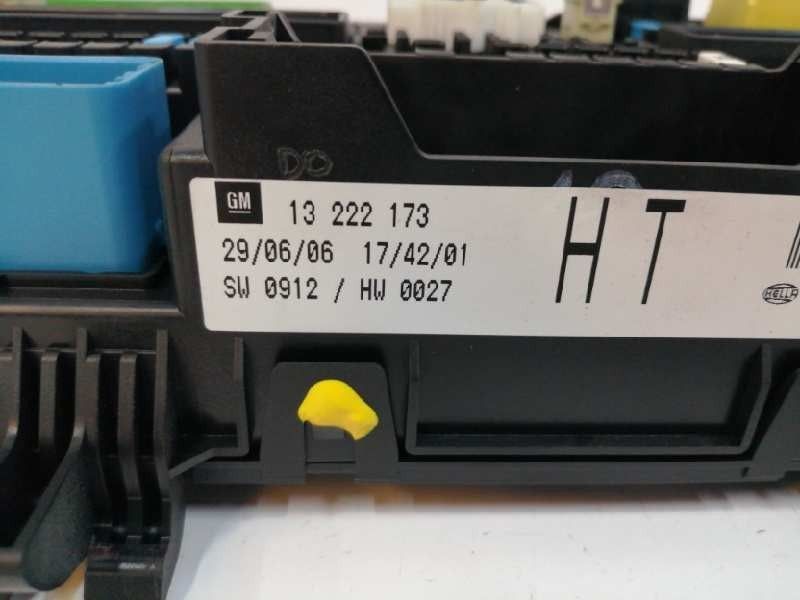 DO
GM 13 222 173
29/06/06 17/42/01
SW 0912 / HW 0027
HT
HELLA